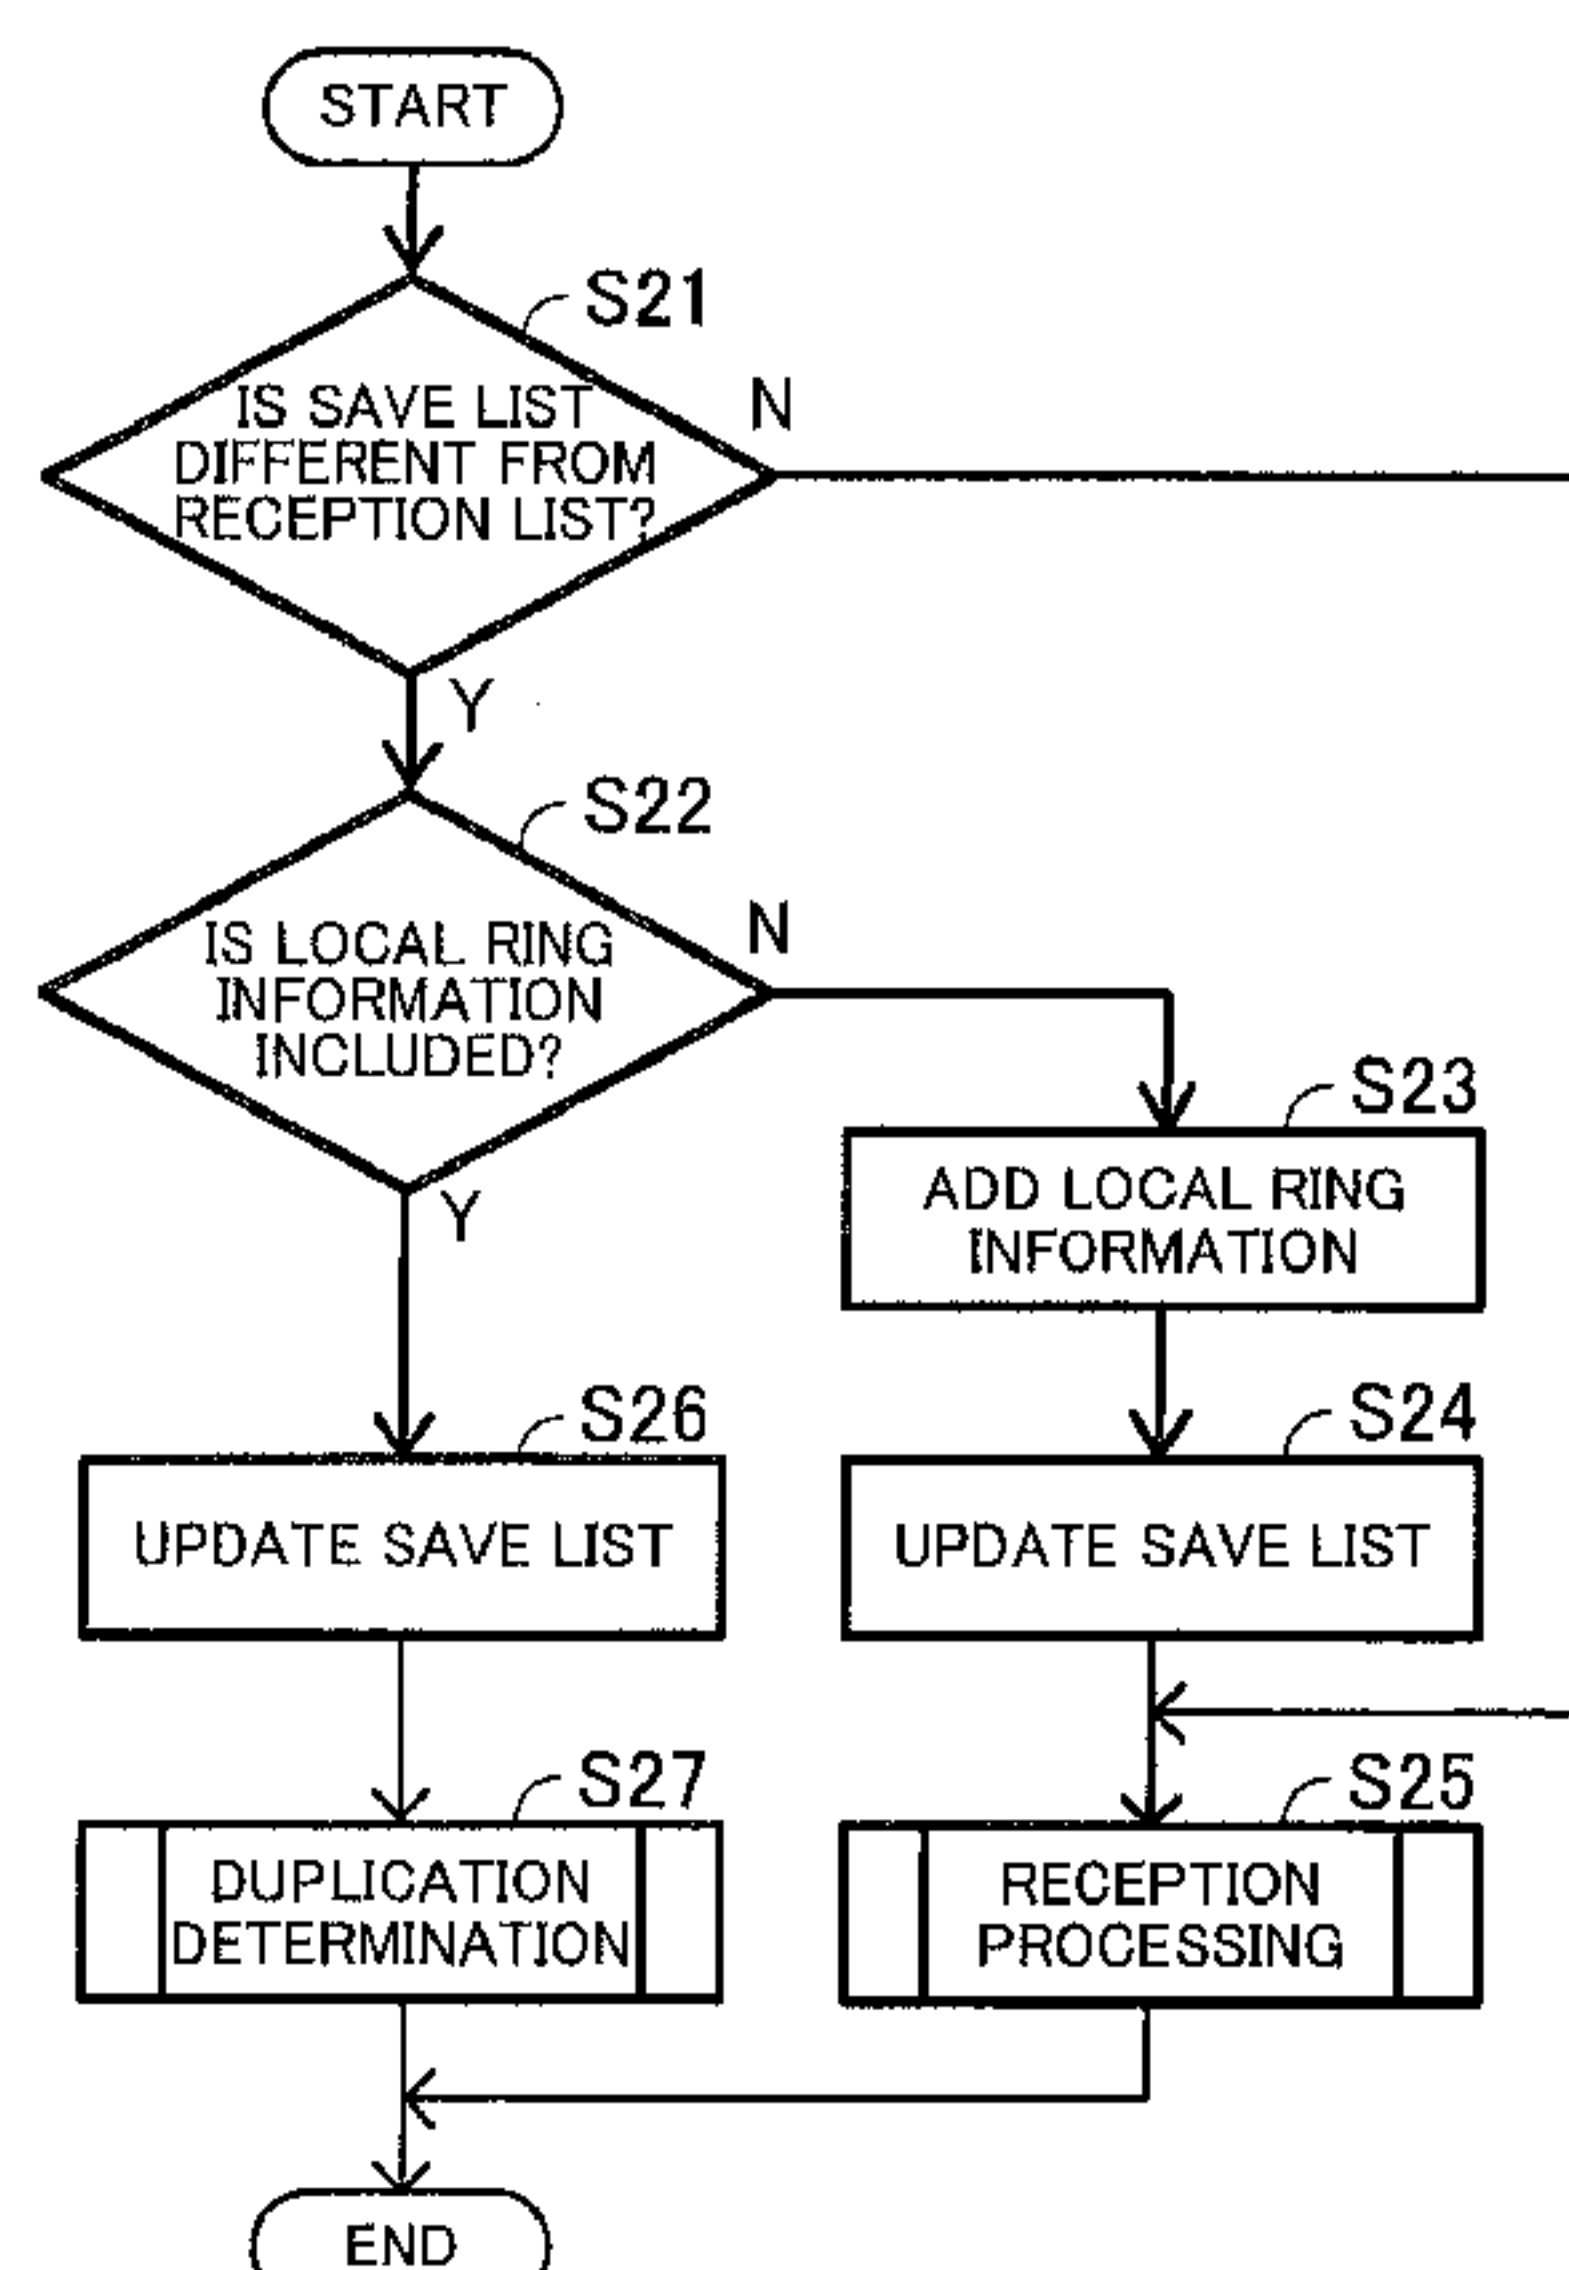 START
S21
IS SAVE LIST
DIFFERENT FROM
RECEPTION LIST?
N
Y
S22
IS LOCAL RING
INFORMATION
INCLUDED?
N
Y
S23
ADD LOCAL RING
INFORMATION
S26
UPDATE SAVE LIST
S24
UPDATE SAVE LIST
S27
DUPLICATION
DETERMINATION
S25
RECEPTION
PROCESSING
END